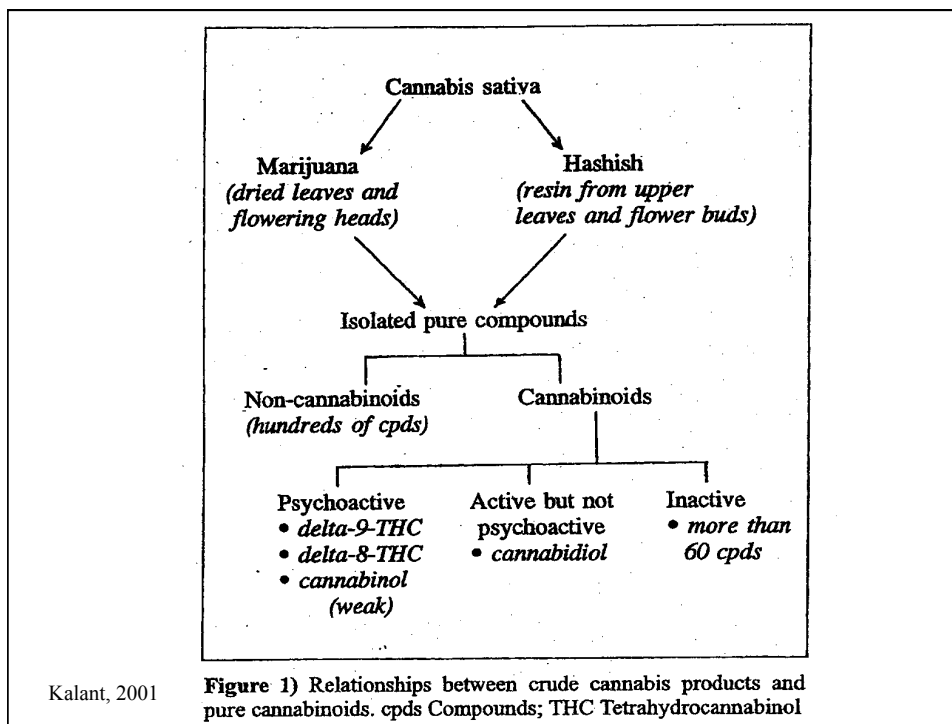 Cannabis sativa
Marijuana
(dried leaves and
flowering heads)
Hashish
(resin from upper
leaves and flower buds)
Isolated pure compounds
Non-cannabinoids
(hundreds of cpds)
Cannabinoids
Psychoactive
• delta-9-THC
• delta-8-THC
• cannabinol
(weak)
Active but not
psychoactive
• cannabidiol
Inactive
• more than
60 cpds
Kalant, 2001
Figure 1) Relationships between crude cannabis products and
pure cannabinoids. cpds Compounds; THC Tetrahydrocannabinol